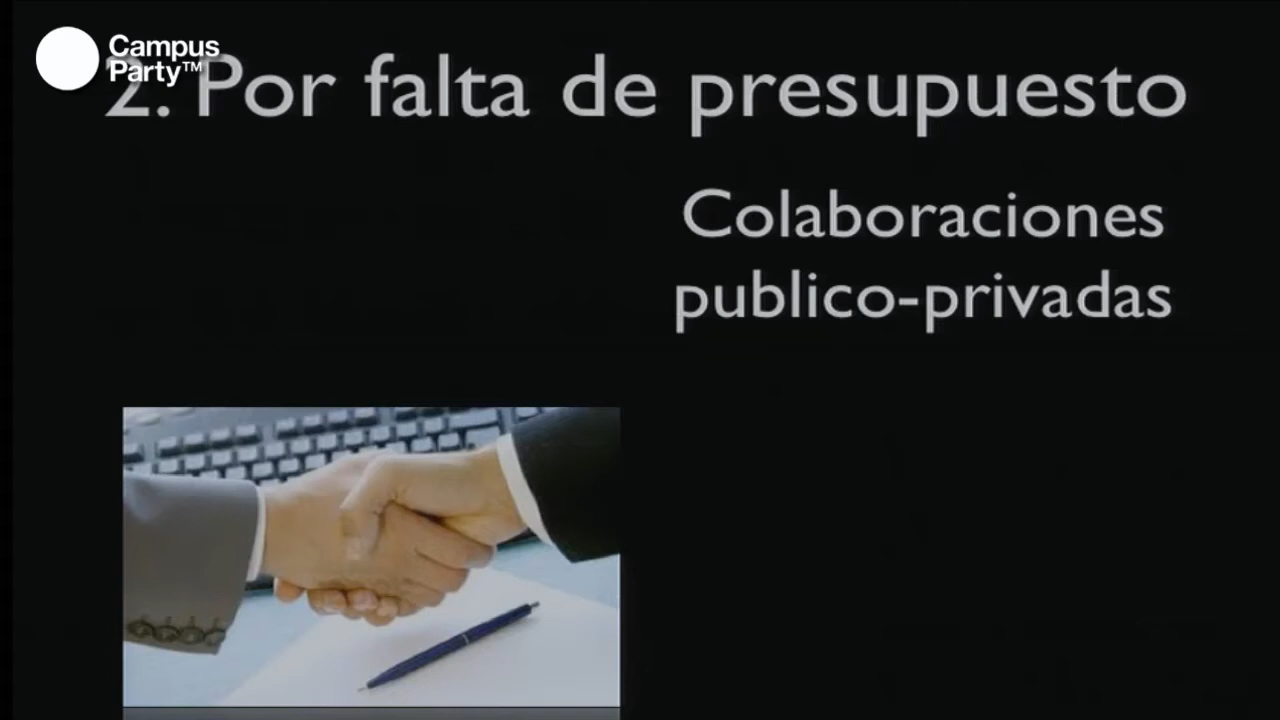 Campus
Party™
2. Por falta de presupuesto
Colaboraciones
publico-privadas